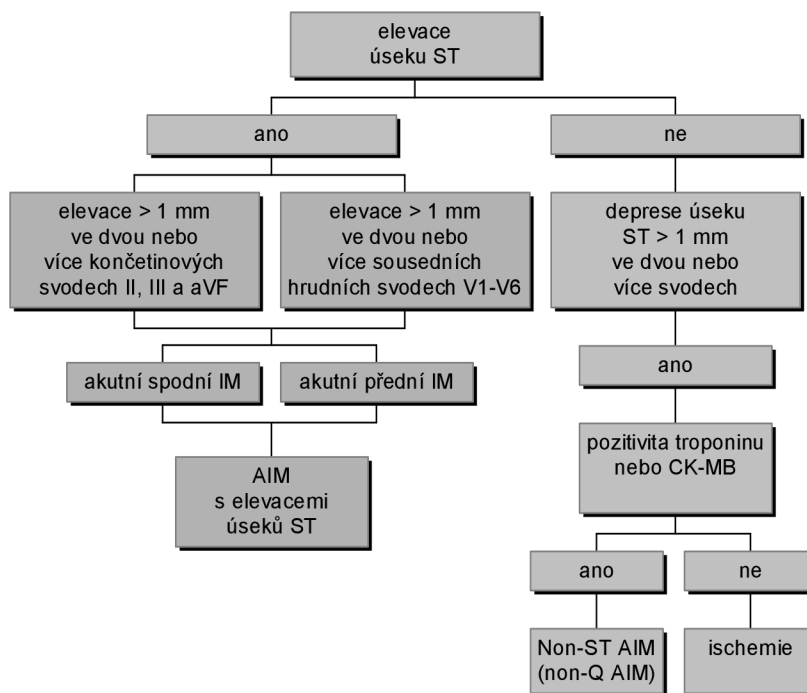 elevace
úseku ST
ano
ne
elevace > 1 mm
ve dvou nebo
více končetinových
svodech II, III a aVF
elevace > 1 mm
ve dvou nebo
více sousedních
hrudních svodech V1-V6
deprese úseku
ST > 1 mm
ve dvou nebo
více svodech
akutní spodní IM
akutní přední IM
ano
AIM
s elevacemi
úseků ST
pozitivita troponinu
nebo CK-MB
ano
ne
Non-ST AIM
(non-Q AIM)
ischemie